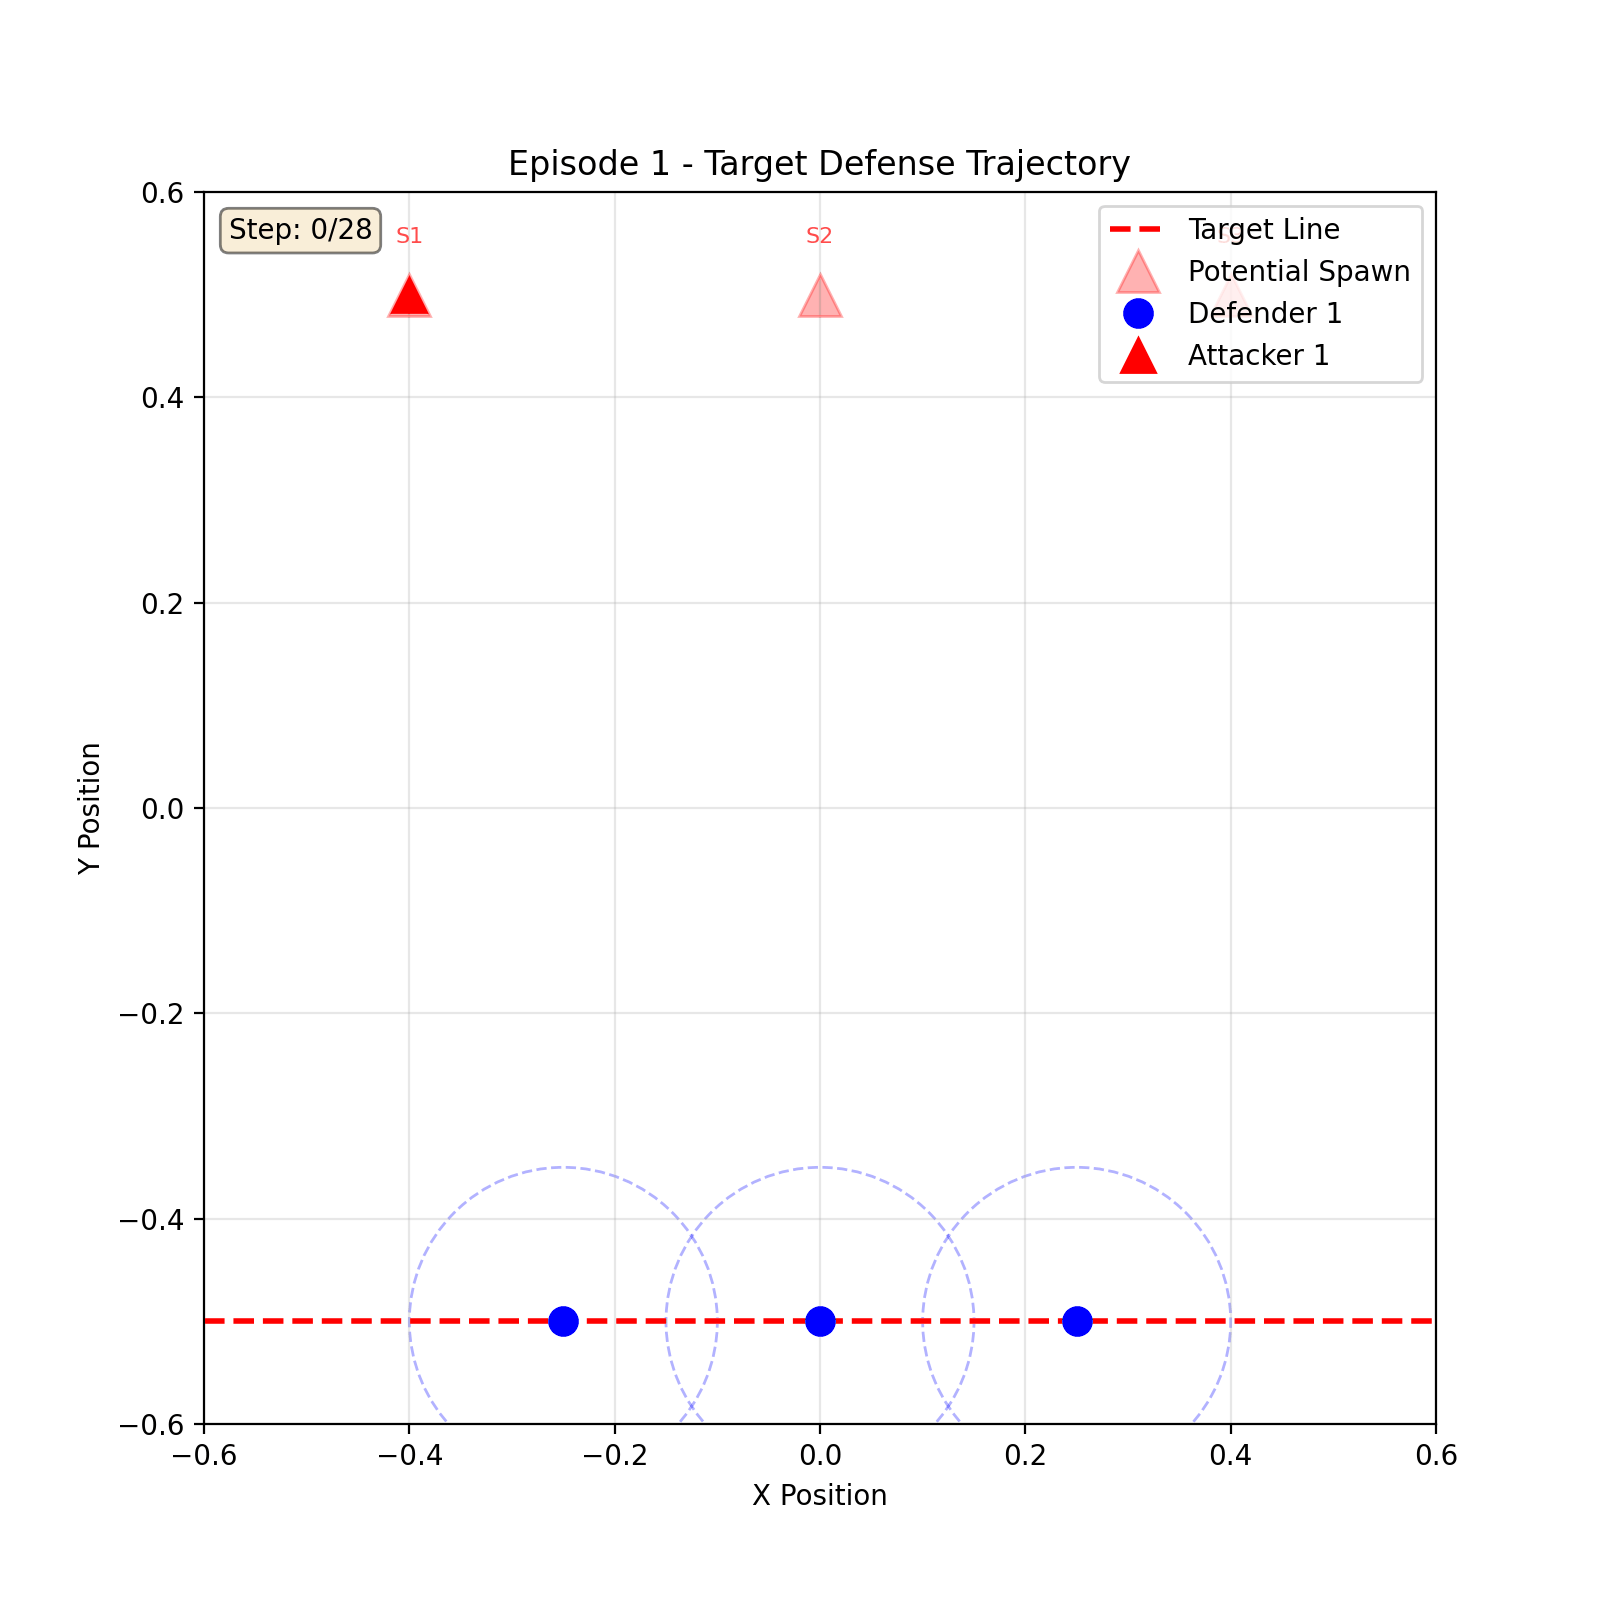 Episode 1 - Target Defense Trajectory
Step: 0/28
S1
S2
Target Line
Potential Spawn
Defender 1
Attacker 1
0.6
0.4
0.2
0.0
−0.2
−0.4
−0.6
Y Position
−0.6
−0.4
−0.2
0.0
0.2
0.4
0.6
X Position